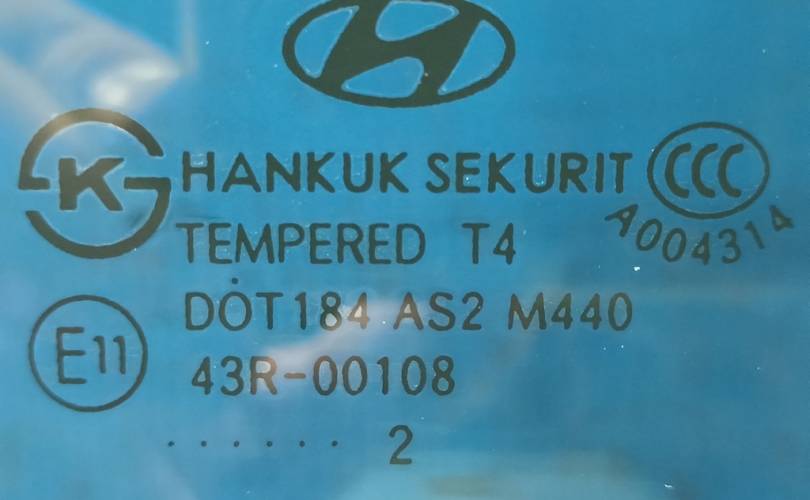 K
HANKUK SEKURIT
CCC
A004314
TEMPERED T4
DOT184 AS2 M440
E11
43R-00108
...... 2